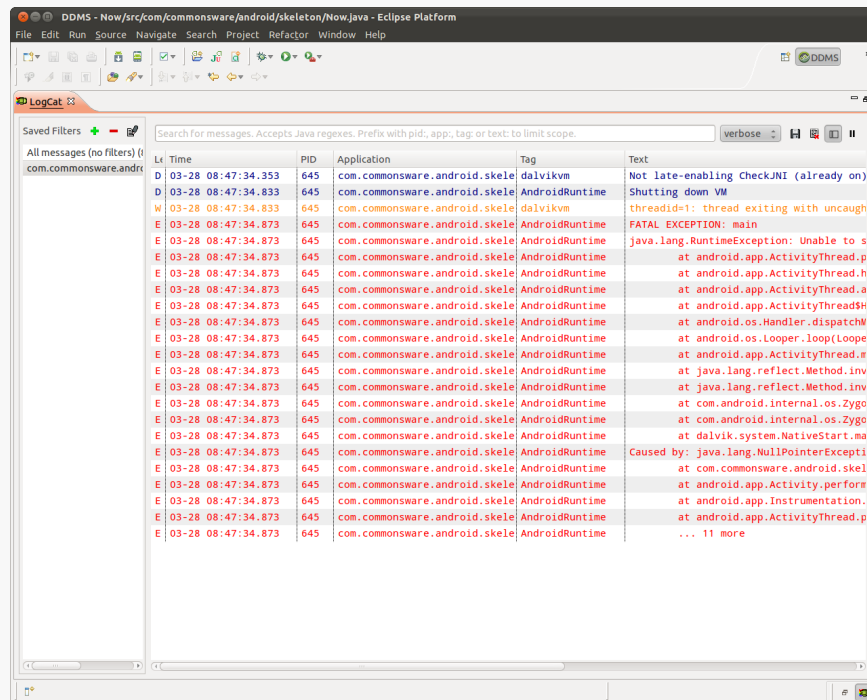 DDMS - Now/src/com/commonsware/android/skeleton/Now.java - Eclipse Platform
File Edit Run Source Navigate Search Project Refactor Window Help
DDMS
LogCat
Saved Filters
Search for messages. Accepts Java regexes. Prefix with pid:, app:, tag: or text: to limit scope.
verbose
All messages (no filters) (
com.commonsware.andro
Le Time PID Application Tag Text
D 03-28 08:47:34.353 645 com.commonsware.android.skele dalvikvm Not late-enabling CheckJNI (already on)
D 03-28 08:47:34.833 645 com.commonsware.android.skele AndroidRuntime Shutting down VM
W 03-28 08:47:34.833 645 com.commonsware.android.skele dalvikvm threadid=1: thread exiting with uncaugh
E 03-28 08:47:34.873 645 com.commonsware.android.skele AndroidRuntime FATAL EXCEPTION: main
E 03-28 08:47:34.873 645 com.commonsware.android.skele AndroidRuntime java.lang.RuntimeException: Unable to s
E 03-28 08:47:34.873 645 com.commonsware.android.skele AndroidRuntime at android.app.ActivityThread.p
E 03-28 08:47:34.873 645 com.commonsware.android.skele AndroidRuntime at android.app.ActivityThread.h
E 03-28 08:47:34.873 645 com.commonsware.android.skele AndroidRuntime at android.app.ActivityThread.a
E 03-28 08:47:34.873 645 com.commonsware.android.skele AndroidRuntime at android.app.ActivityThread$H
E 03-28 08:47:34.873 645 com.commonsware.android.skele AndroidRuntime at android.os.Handler.dispatchM
E 03-28 08:47:34.873 645 com.commonsware.android.skele AndroidRuntime at android.os.Looper.loop(Loope
E 03-28 08:47:34.873 645 com.commonsware.android.skele AndroidRuntime at android.app.ActivityThread.m
E 03-28 08:47:34.873 645 com.commonsware.android.skele AndroidRuntime at java.lang.reflect.Method.inv
E 03-28 08:47:34.873 645 com.commonsware.android.skele AndroidRuntime at java.lang.reflect.Method.inv
E 03-28 08:47:34.873 645 com.commonsware.android.skele AndroidRuntime at com.android.internal.os.Zygo
E 03-28 08:47:34.873 645 com.commonsware.android.skele AndroidRuntime at com.android.internal.os.Zygo
E 03-28 08:47:34.873 645 com.commonsware.android.skele AndroidRuntime at dalvik.system.NativeStart.ma
E 03-28 08:47:34.873 645 com.commonsware.android.skele AndroidRuntime Caused by: java.lang.NullPointerExcepti
E 03-28 08:47:34.873 645 com.commonsware.android.skele AndroidRuntime at com.commonsware.android.skel
E 03-28 08:47:34.873 645 com.commonsware.android.skele AndroidRuntime at android.app.Activity.perform
E 03-28 08:47:34.873 645 com.commonsware.android.skele AndroidRuntime at android.app.Instrumentation.
E 03-28 08:47:34.873 645 com.commonsware.android.skele AndroidRuntime at android.app.ActivityThread.p
E 03-28 08:47:34.873 645 com.commonsware.android.skele AndroidRuntime ... 11 more